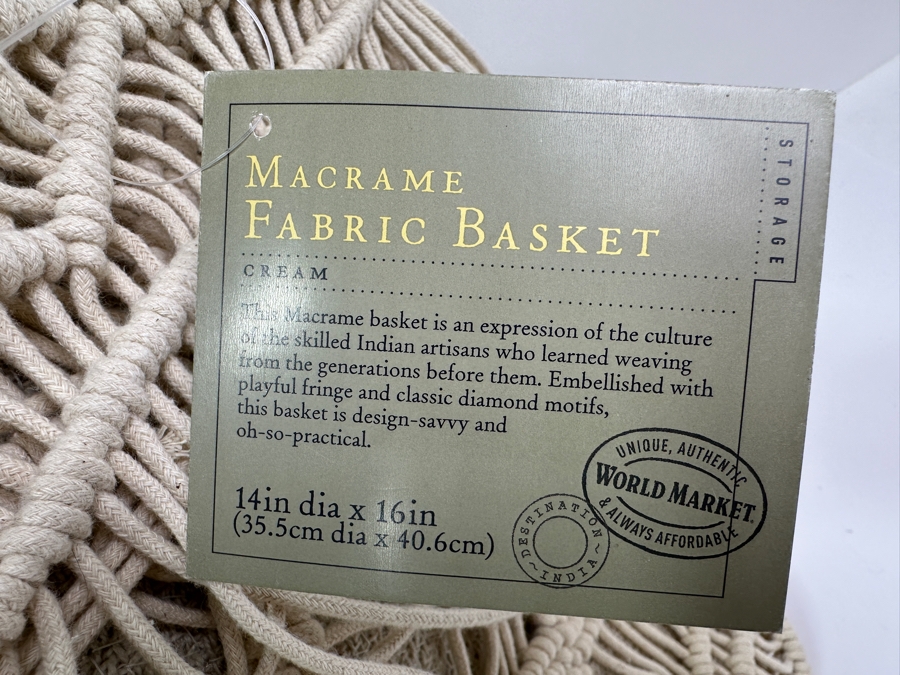 MACRAME
FABRIC BASKET
CREAM
STORAGE
This Macrame basket is an expression of the culture
of the skilled Indian artisans who learned weaving
from the generations before them. Embellished with
playful fringe and classic diamond motifs,
this basket is design-savvy and
oh-so-practical.
14in dia x 16in
(35.5cm dia x 40.6cm)
DESTINATION
~ INDIA ~
UNIQUE, AUTHENTIC
WORLD MARKET.
& ALWAYS AFFORDABLE